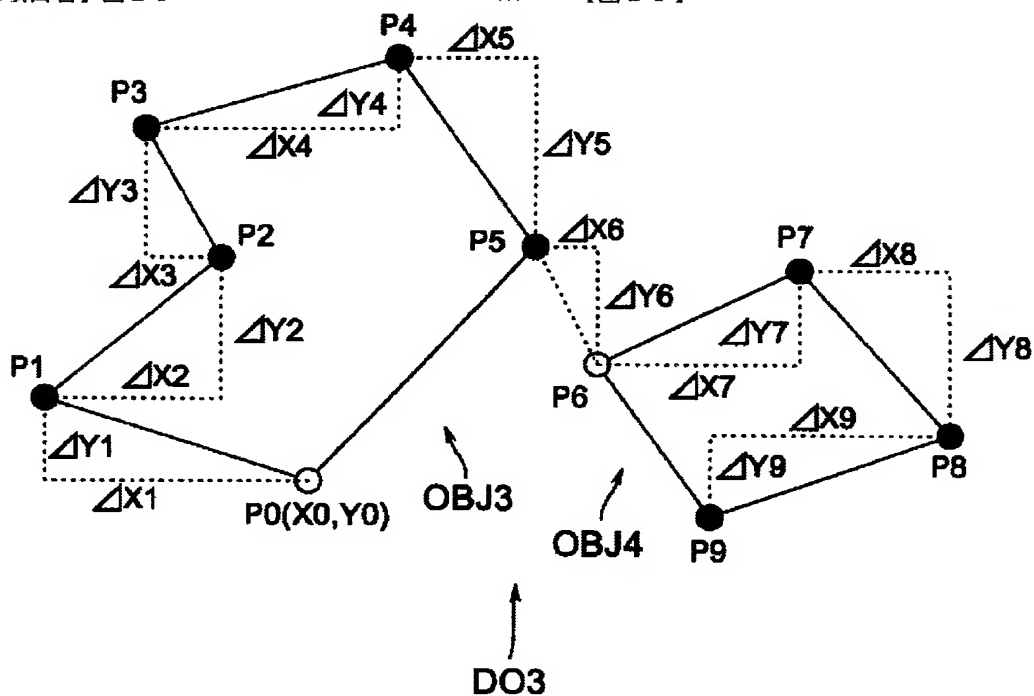 P4
⊿X5
P3
⊿Y4
⊿X4
⊿Y5
⊿Y3
P2
P5
⊿X6
P7
⊿X8
⊿X3
⊿Y6
⊿Y2
⊿Y7
⊿Y8
P1
⊿X2
P6
⊿X7
⊿Y1
⊿X9
⊿Y9
P8
⊿X1
P0(X0,Y0)
OBJ3
OBJ4
P9
DO3